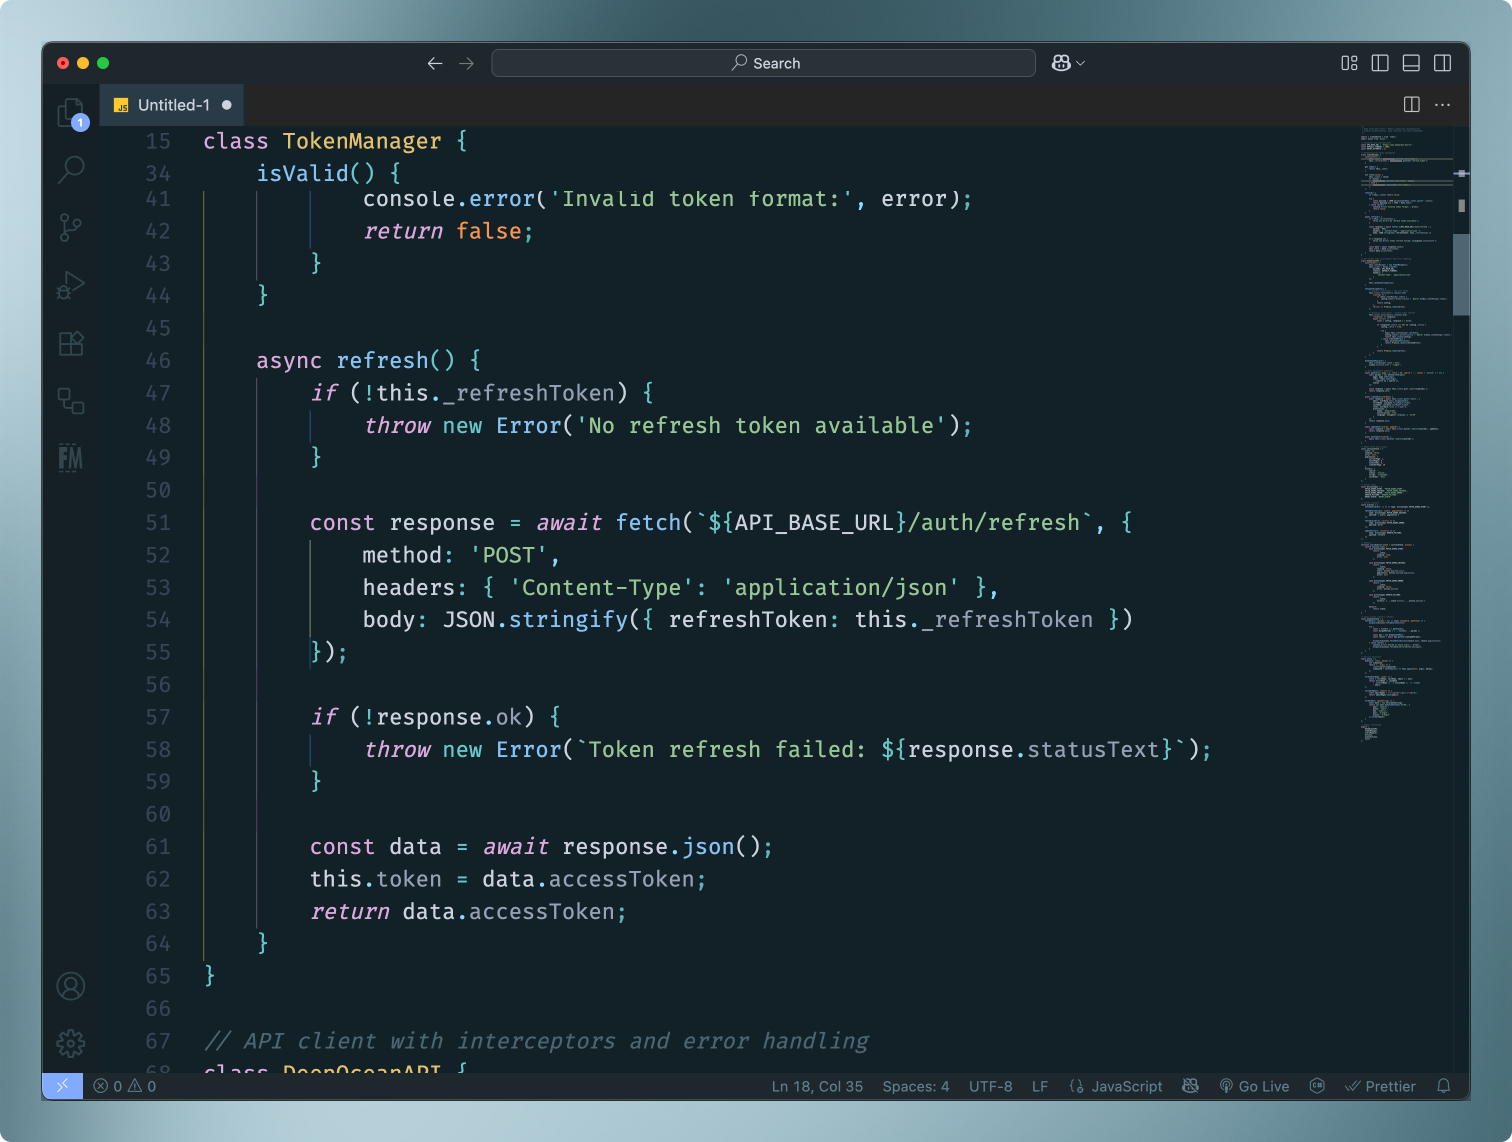 Search
JS Untitled-1
1
15 class TokenManager {
34 isValid() {
41 console.error('Invalid token format:', error);
42 return false;
43 }
44 }
45
46 async refresh() {
47 if (!this._refreshToken) {
48 throw new Error('No refresh token available');
49 }
50
51 const response = await fetch(`${API_BASE_URL}/auth/refresh`, {
52 method: 'POST',
53 headers: { 'Content-Type': 'application/json' },
54 body: JSON.stringify({ refreshToken: this._refreshToken })
55 });
56
57 if (!response.ok) {
58 throw new Error(`Token refresh failed: ${response.statusText}`);
59 }
60
61 const data = await response.json();
62 this.token = data.accessToken;
63 return data.accessToken;
64 }
65 }
66
67 // API client with interceptors and error handling
68 class DeepOceanAPI {
FM
0 0 Ln 18, Col 35 Spaces: 4 UTF-8 LF {} JavaScript Go Live Prettier